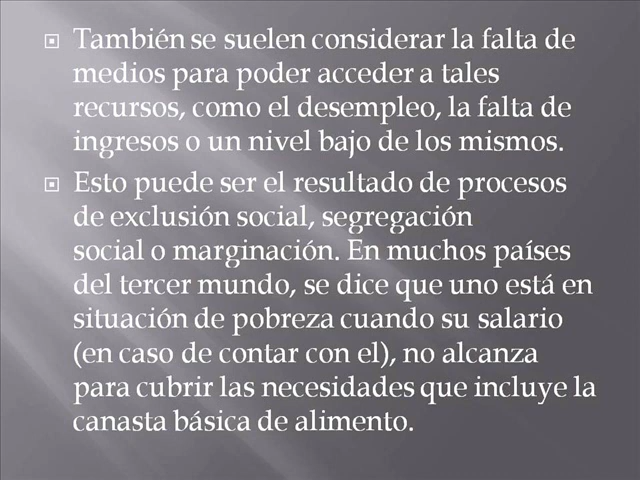 También se suelen considerar la falta de
medios para poder acceder a tales
recursos, como el desempleo, la falta de
ingresos o un nivel bajo de los mismos.
Esto puede ser el resultado de procesos
de exclusión social, segregación
social o marginación. En muchos países
del tercer mundo, se dice que uno está en
situación de pobreza cuando su salario
(en caso de contar con el), no alcanza
para cubrir las necesidades que incluye la
canasta básica de alimento.